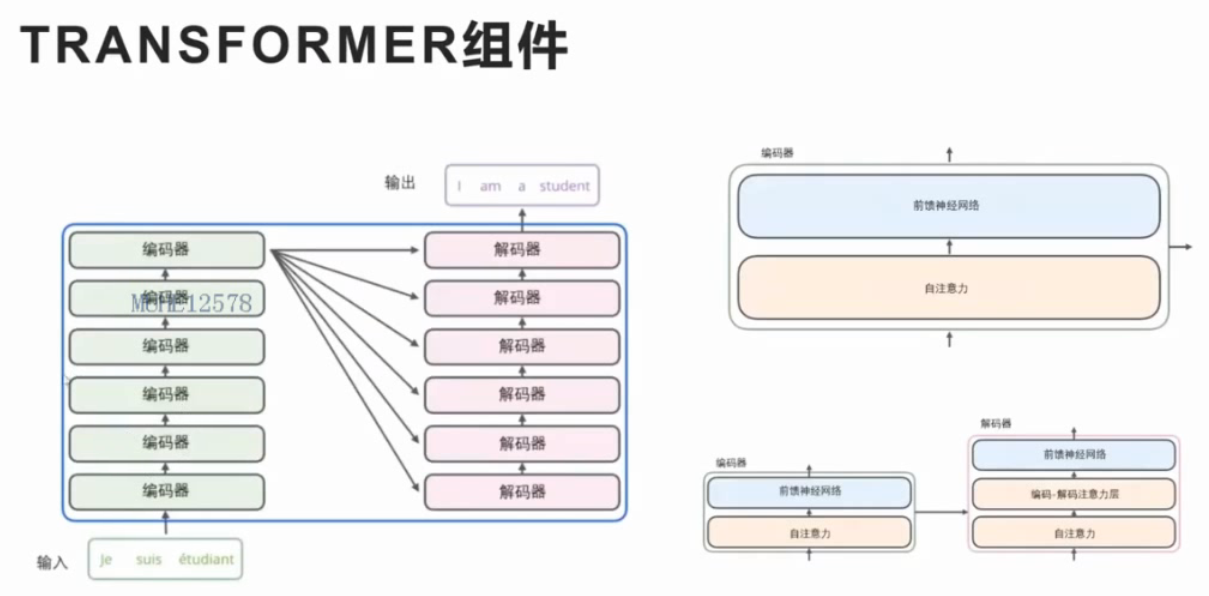 TRANSFORMER组件
输出
I am a student
编码器
编码器
编码器
编码器
编码器
编码器
解码器
解码器
解码器
解码器
解码器
解码器
输入
Je suis étudiant
编码器
前馈神经网络
自注意力
编码器
前馈神经网络
自注意力
解码器
前馈神经网络
编码-解码注意力层
自注意力